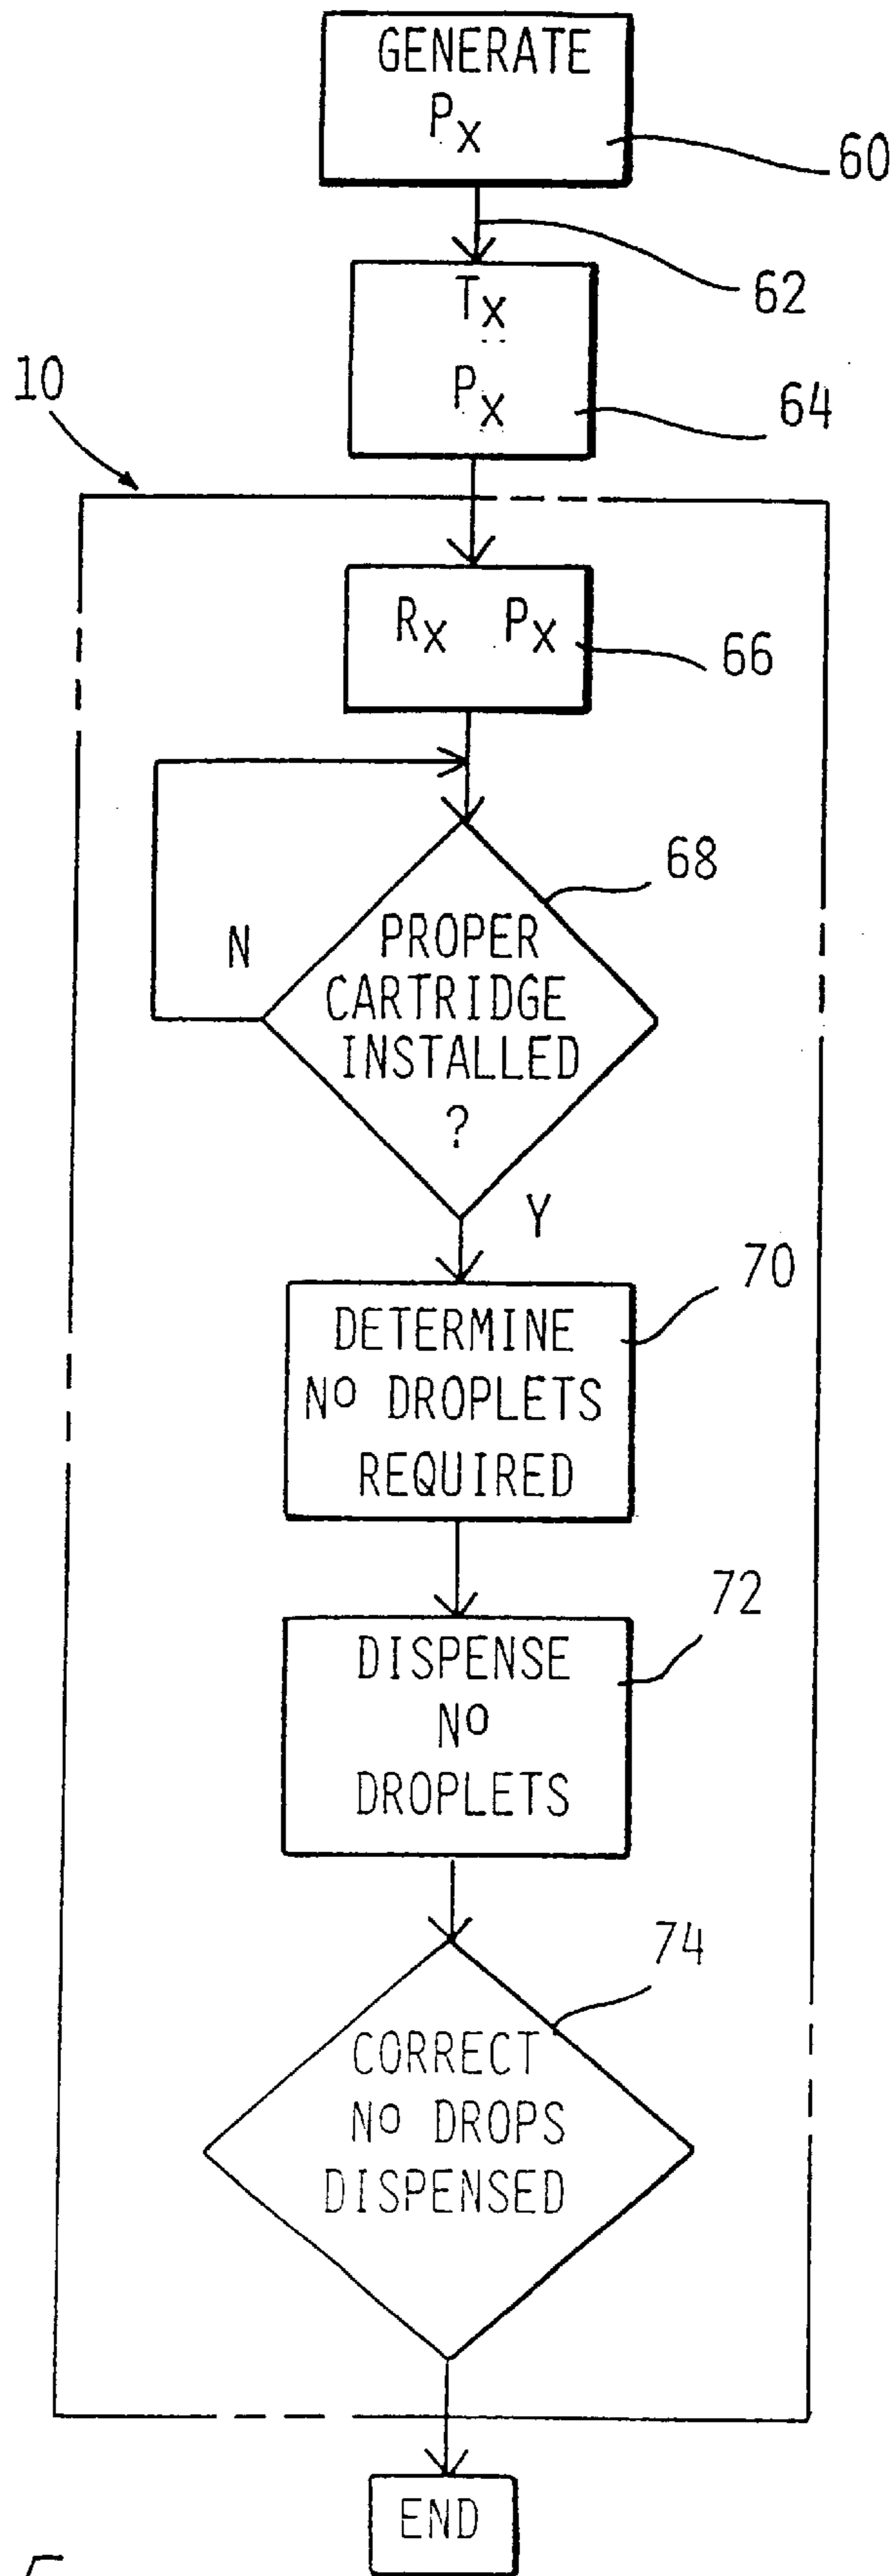 GENERATE
PX
60
62
TX
PX
64
10
RX PX
66
68
N
PROPER
CARTRIDGE
INSTALLED
?
Y
70
DETERMINE
NO DROPLETS
REQUIRED
72
DISPENSE
NO
DROPLETS
74
CORRECT
NO DROPS
DISPENSED
END